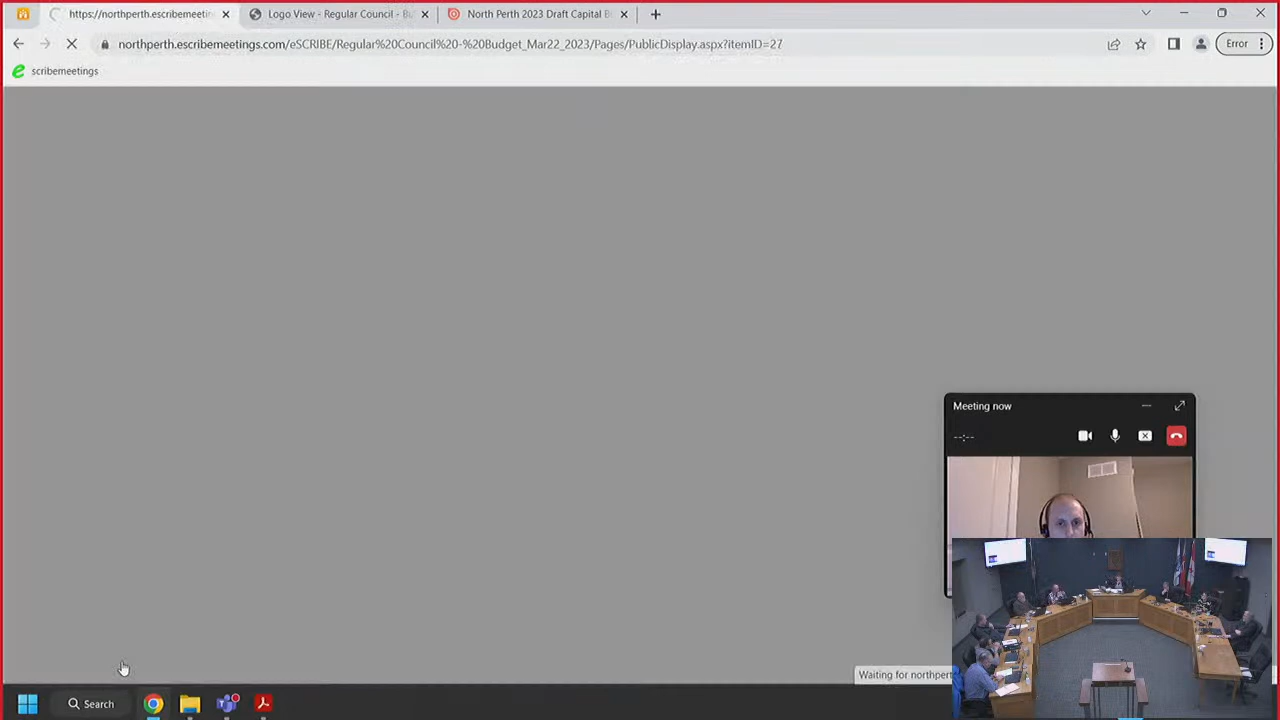 https://northperth.escribemeetin
Logo View - Regular Council - Bu
North Perth 2023 Draft Capital B
northperth.escribemeetings.com/eSCRIBE/Regular%20Council%20-%20Budget_Mar22_2023/Pages/PublicDisplay.aspx?itemID=27
Error
scribemeetings
Meeting now
--:--
Waiting for northpert
Search